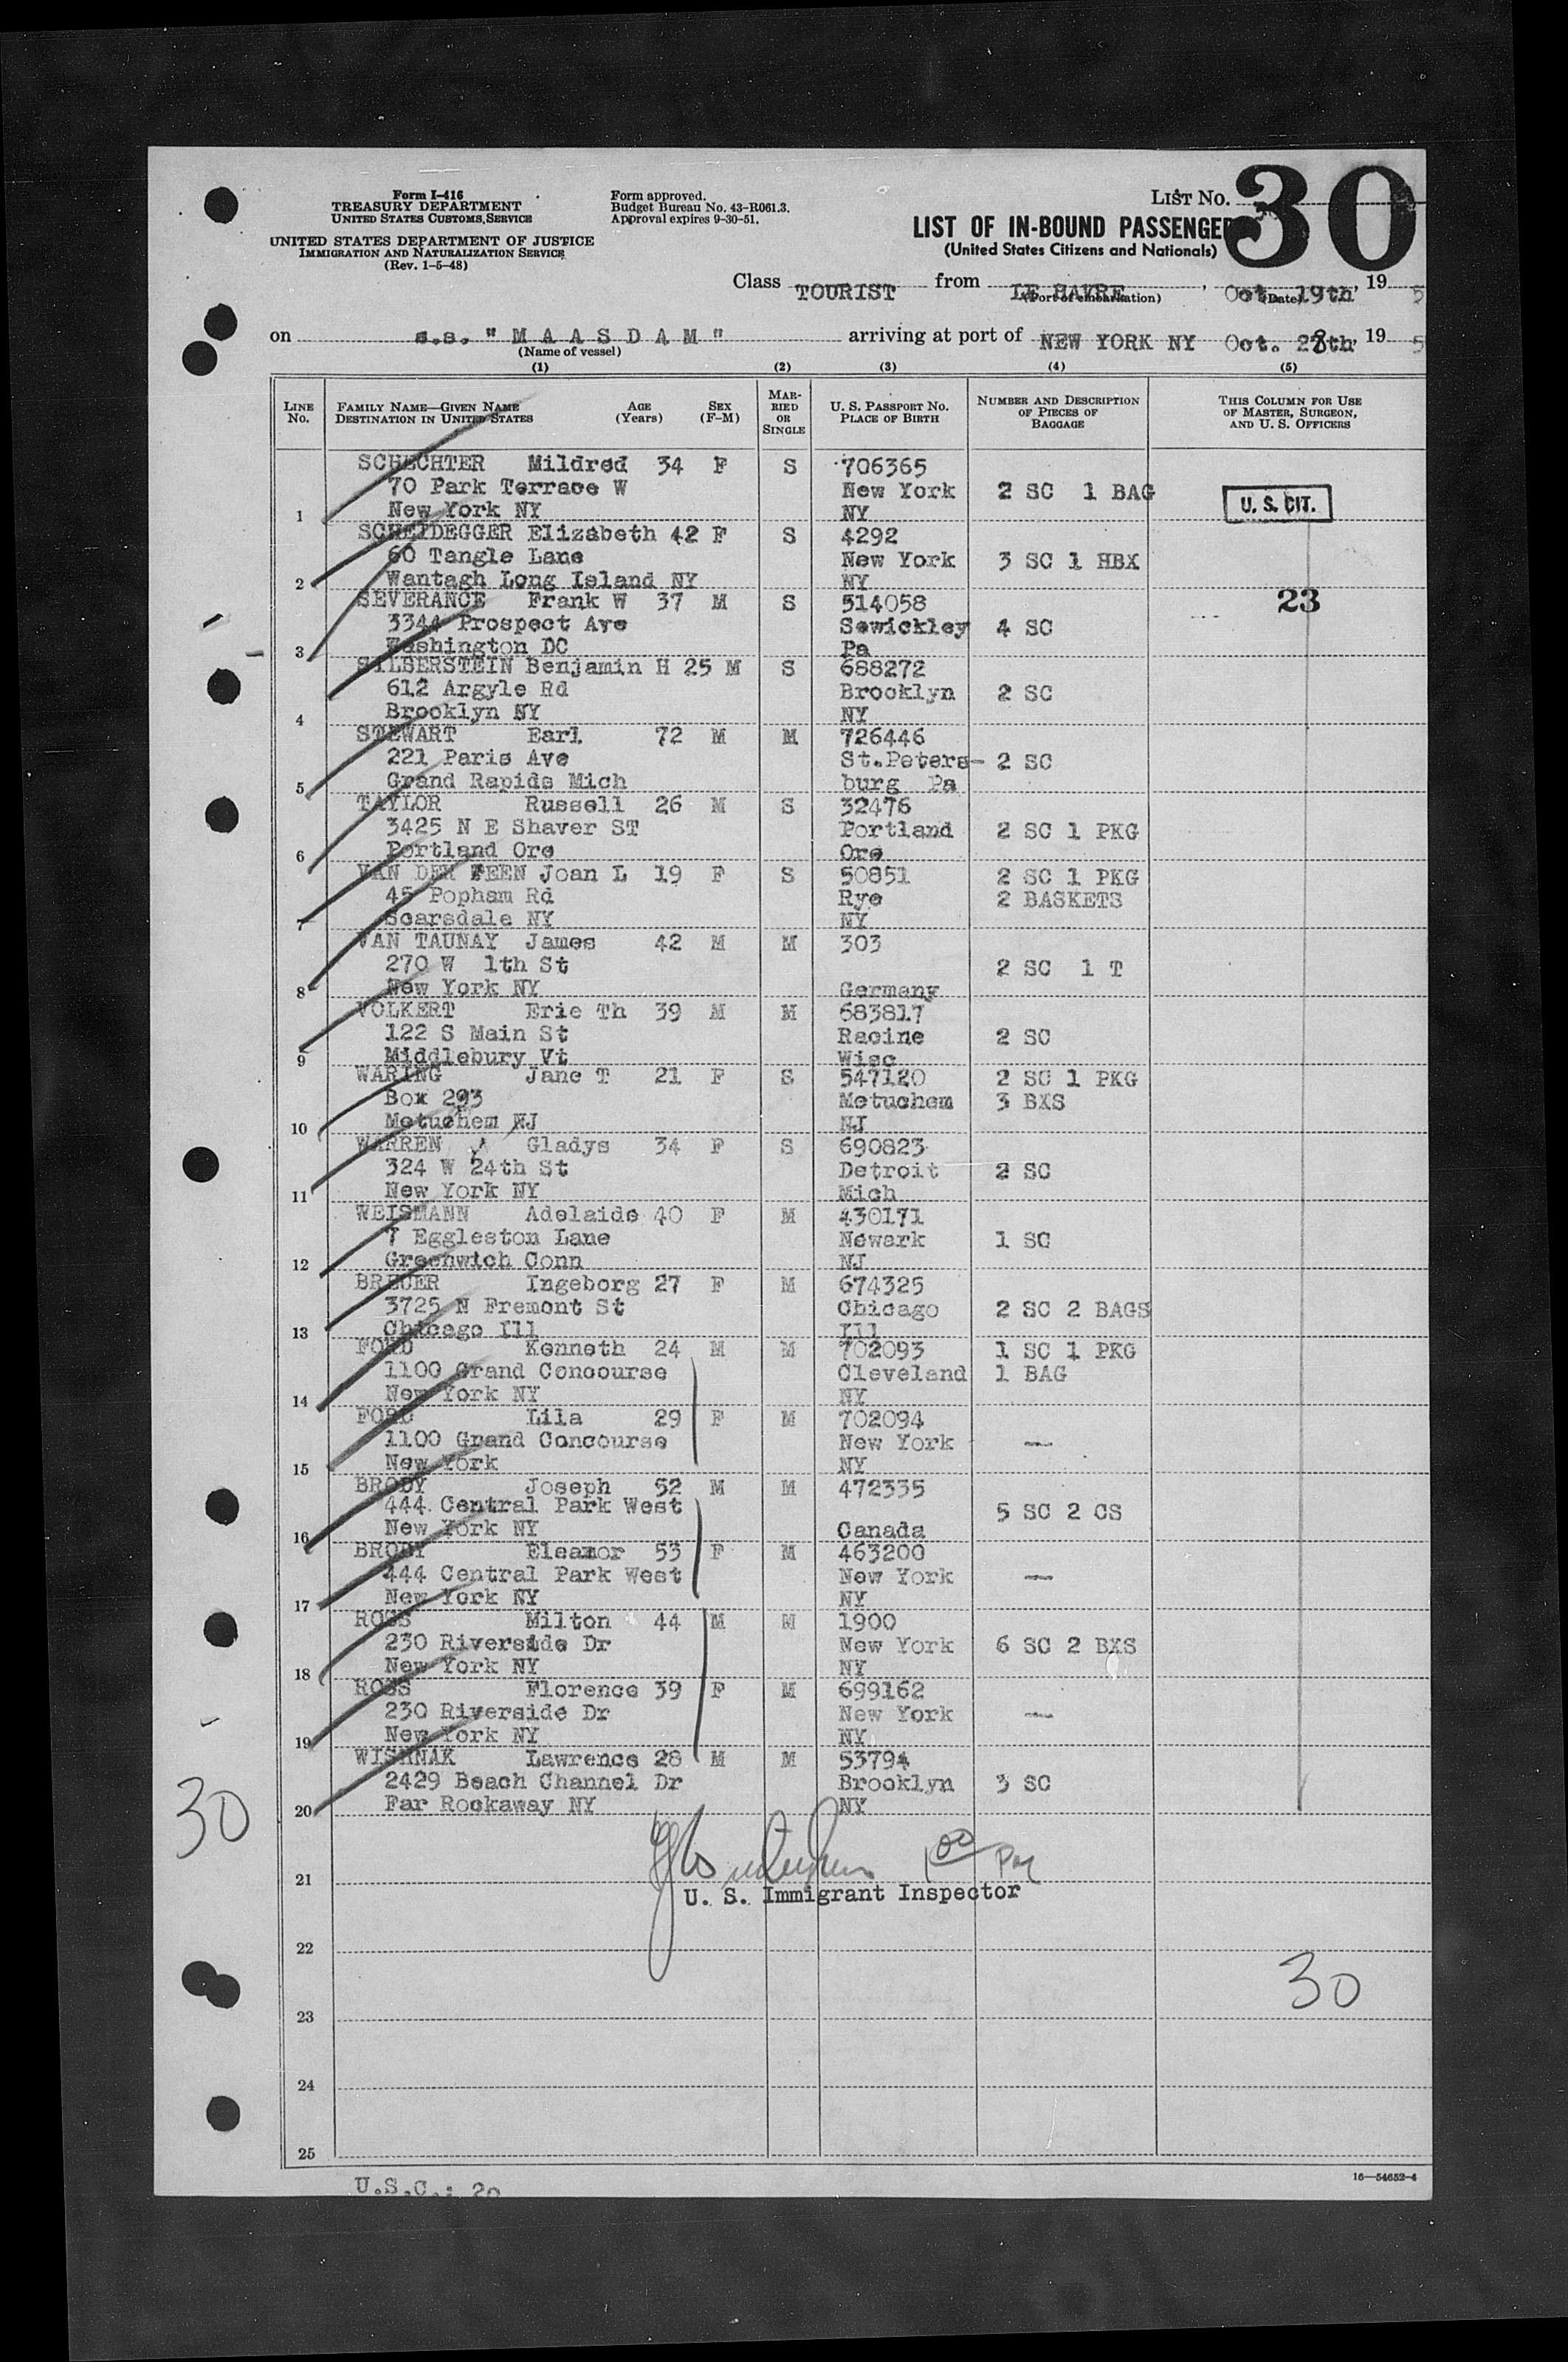 Form I-416
TREASURY DEPARTMENT
UNITED STATES CUSTOMS SERVICE
UNITED STATES DEPARTMENT OF JUSTICE
IMMIGRATION AND NATURALIZATION SERVICE
(Rev. 1-5-48)
Form approved.
Budget Bureau No. 43-R061.3.
Approval expires 9-30-51.
LIST No. 30
LIST OF IN-BOUND PASSENGERS
(United States Citizens and Nationals)
Class TOURIST from LE HAVRE, Oct 19th, 19 5
(Port of embarkation) (Date)
on s.s. "MAASDAM" arriving at port of NEW YORK NY Oct. 28th, 19 5
(Name of vessel)
(1) (2) (3) (4) (5)
LINE No.
FAMILY NAME—GIVEN NAME
DESTINATION IN UNITED STATES
AGE (Years)
SEX (F-M)
MARRIED OR SINGLE
U. S. PASSPORT No.
PLACE OF BIRTH
NUMBER AND DESCRIPTION OF PIECES OF BAGGAGE
THIS COLUMN FOR USE OF MASTER, SURGEON, AND U. S. OFFICERS
SCHECHTER Mildred 34 F S 706365
70 Park Terrace W New York 2 SC 1 BAG U. S. CIT.
1 New York NY NY
SCHEIDEGGER Elizabeth 42 F S 4292
60 Tangle Lane New York 3 SC 1 HBX
2 Wantagh Long Island NY NY
SEVERANCE Frank W 37 M S 514058 23
3344 Prospect Ave Sewickley 4 SC
3 Washington DC Pa
SILBERSTEIN Benjamin H 25 M S 688272
612 Argyle Rd Brooklyn 2 SC
4 Brooklyn NY NY
STEWART Earl 72 M M 726446
221 Paris Ave St.Peters- 2 SC
5 Grand Rapids Mich burg Pa
TAYLOR Russell 26 M S 32476
3425 N E Shaver ST Portland 2 SC 1 PKG
6 Portland Ore Ore
VAN DER VEEN Joan L 19 F S 50851 2 SC 1 PKG
45 Popham Rd Rye 2 BASKETS
7 Scarsdale NY NY
VAN TAUNAY James 42 M M 303
270 W 1th St 2 SC 1 T
8 New York NY Germany
VOLKERT Erie Th 39 M M 683817
122 S Main St Racine 2 SC
9 Middlebury Vt Wisc
WARING Jane T 21 F S 547120 2 SC 1 PKG
Box 293 Metuchem 3 BXS
10 Metuchem NJ NJ
WARREN Gladys 34 F S 690823
324 W 24th St Detroit 2 SC
11 New York NY Mich
WEISMANN Adelaide 40 F M 430171
7 Eggleston Lane Newark 1 SC
12 Greenwich Conn NJ
BREUER Ingeborg 27 F M 674325
3725 N Fremont St Chicago 2 SC 2 BAGS
13 Chicago Ill Ill
FORD Kenneth 24 M M 702093 1 SC 1 PKG
1100 Grand Concourse Cleveland 1 BAG
14 New York NY NY
FORD Lila 29 F M 702094
1100 Grand Concourse New York —
15 New York NY
BRODY Joseph 52 M M 472335
444 Central Park West 5 SC 2 CS
16 New York NY Canada
BRODY Eleanor 53 F M 463200
444 Central Park West New York —
17 New York NY NY
ROSS Milton 44 M M 1900
230 Riverside Dr New York 6 SC 2 BXS
18 New York NY NY
ROSS Florence 39 F M 699162
230 Riverside Dr New York —
19 New York NY NY
WISHNAK Lawrence 28 M M 53794
2429 Beach Channel Dr Brooklyn 3 SC
20 Far Rockaway NY NY
30
21
U. S. Immigrant Inspector
22
30
23
24
25
16—54652-4
U.S.C.: 20